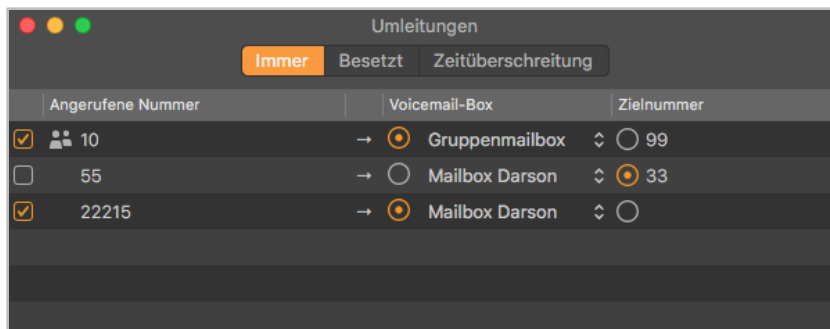 Umleitungen
Immer Besetzt Zeitüberschreitung
Angerufene Nummer Voicemail-Box Zielnummer
10 → Gruppenmailbox 99
55 → Mailbox Darson 33
22215 → Mailbox Darson